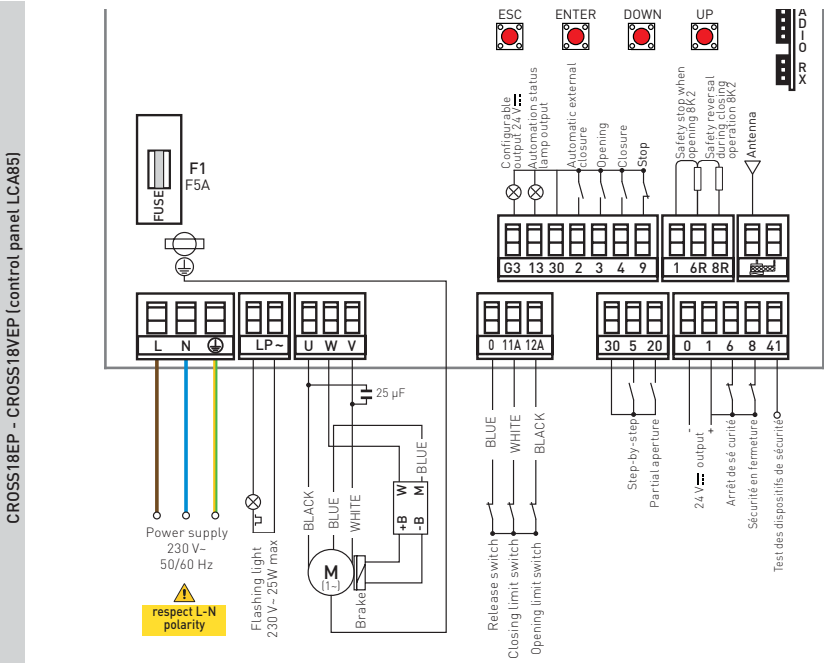 CROSS18EP - CROSS18VEP (control panel LCA85)
ESC
ENTER
DOWN
UP
ADIO RX
FUSE
F1
F5A
Configurable
output 24 V
Automation status
lamp output
Automatic external
closure
Opening
Closure
Stop
Safety stop when
opening 8K2
Safety reversal
during closing
operation 8K2
Antenna
G3 13 30 2 3 4 9
1 6R 8R
L N
LP ~
U W V
0 11A 12A
30 5 20
0 1 6 8 41
25 µF
BLACK
BLUE
WHITE
BLUE
W M
+B -B
M
(1~)
Brake
BLUE
WHITE
BLACK
Release switch
Closing limit switch
Opening limit switch
Step-by-step
Partial aperture
- +
24 V output
Arrêt de sé curité
Sécurité en fermeture
Test des dispositifs de sécurité
Power supply
230 V~
50/60 Hz
respect L-N
polarity
Flashing light
230 V~ 25W max